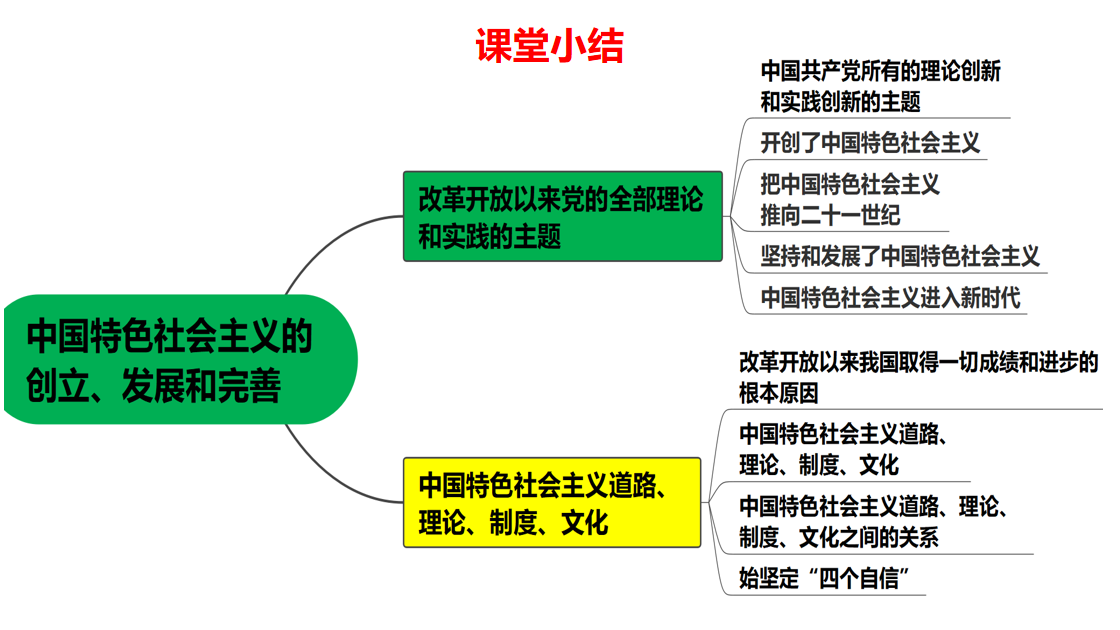 课堂小结
中国特色社会主义的
创立、发展和完善
改革开放以来党的全部理论
和实践的主题
中国共产党所有的理论创新
和实践创新的主题
开创了中国特色社会主义
把中国特色社会主义
推向二十一世纪
坚持和发展了中国特色社会主义
中国特色社会主义进入新时代
中国特色社会主义道路、
理论、制度、文化
改革开放以来我国取得一切成绩和进步的
根本原因
中国特色社会主义道路、
理论、制度、文化
中国特色社会主义道路、理论、
制度、文化之间的关系
始坚定“四个自信”